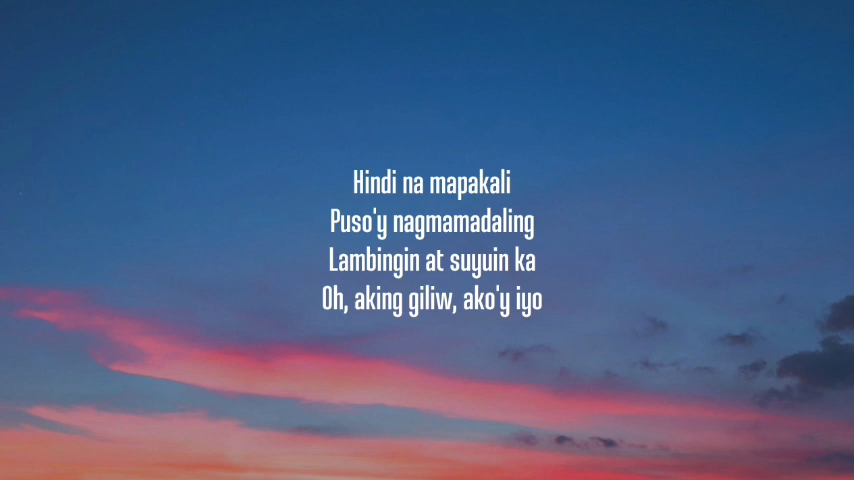 Hindi na mapakali
Puso'y nagmamadaling
Lambingin at suyuin ka
Oh, aking giliw, ako'y iyo